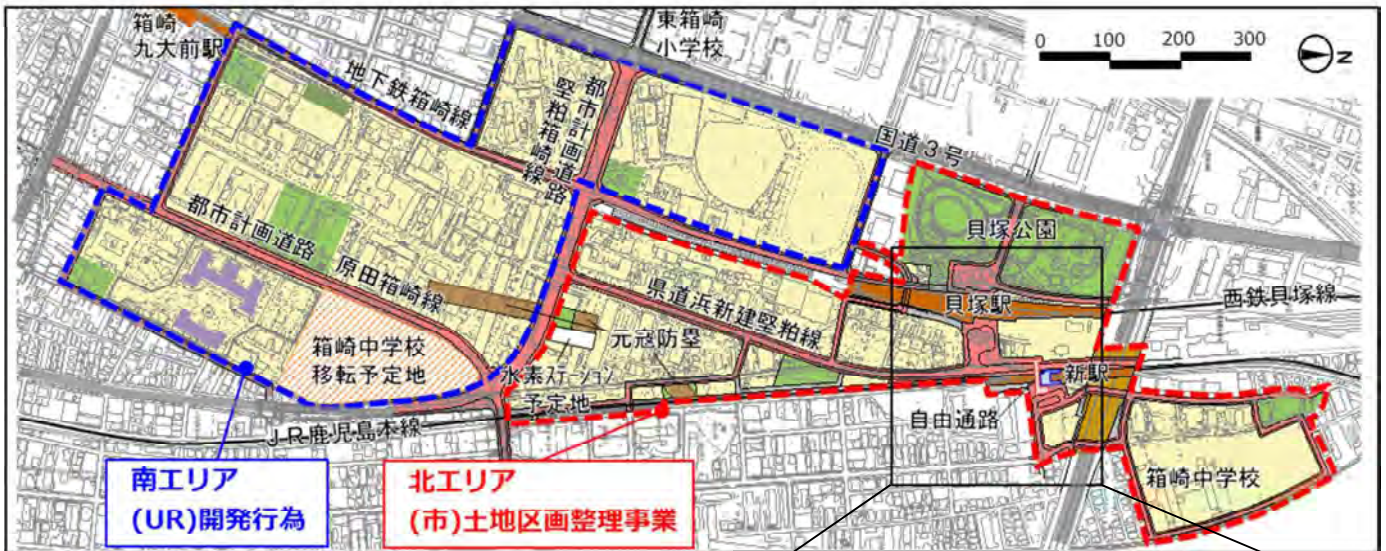 箱崎
九大前駅
地下鉄箱崎線
東箱崎
小学校
都市計画道路
堅粕箱崎線
0 100 200 300
N
国道3号
貝塚公園
都市計画道路
原田箱崎線
県道浜新建堅粕線
貝塚駅
西鉄貝塚線
箱崎中学校
移転予定地
元寇防塁
水素ステーション
予定地
新駅
自由通路
JR鹿児島本線
箱崎中学校
南エリア
(UR)開発行為
北エリア
(市)土地区画整理事業